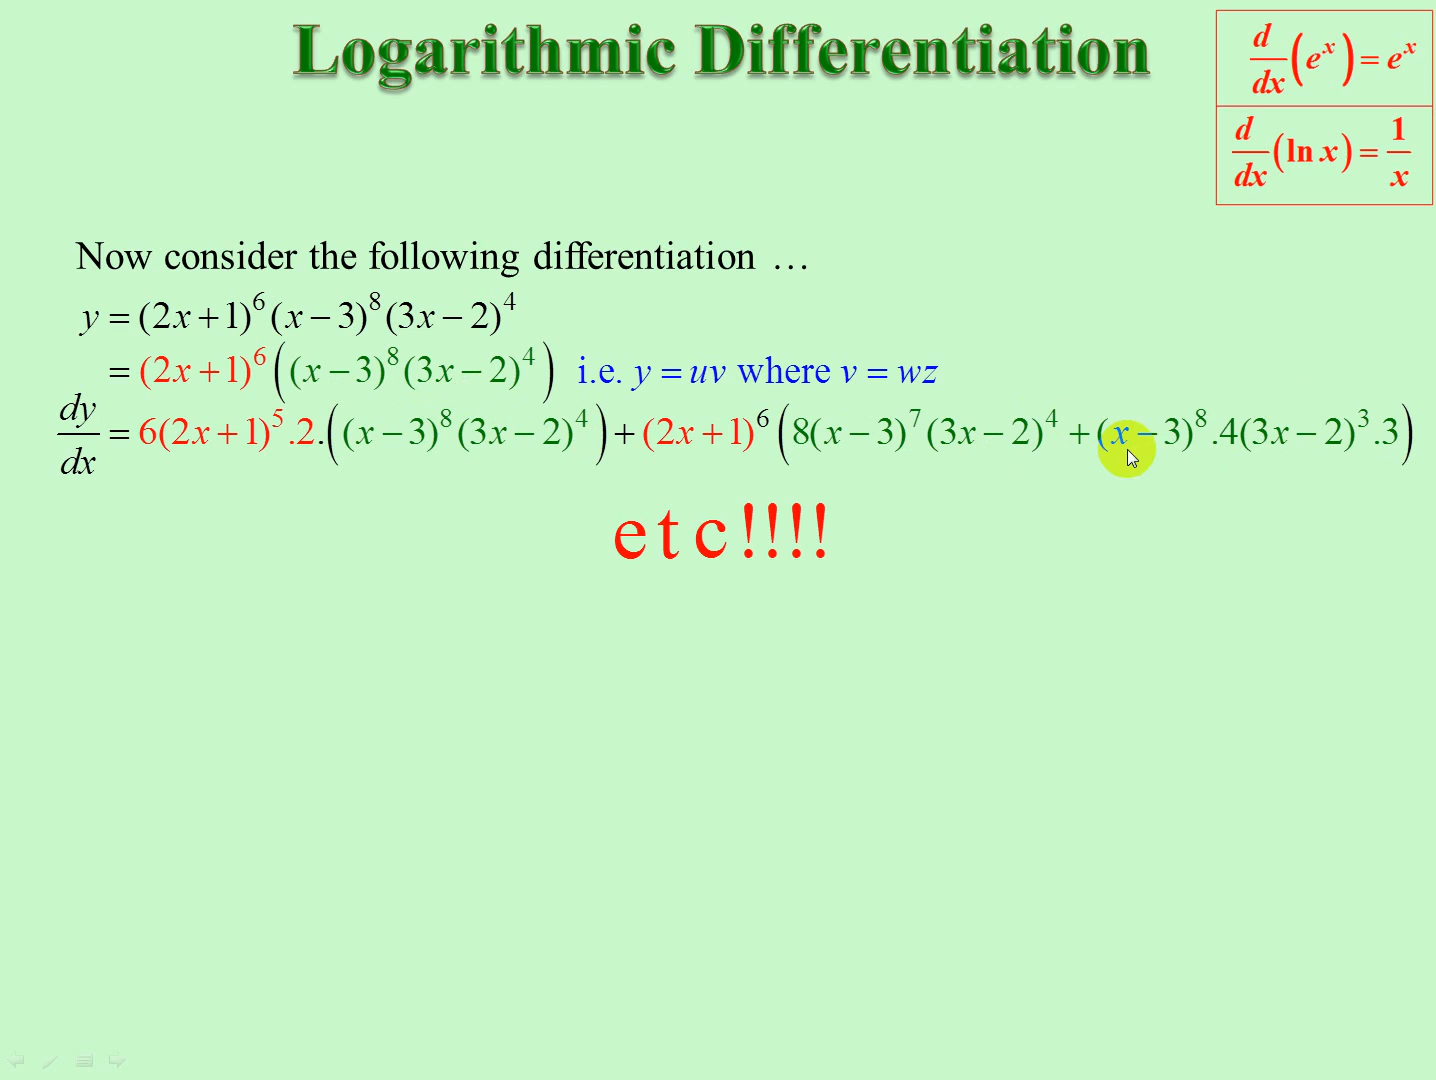 Logarithmic Differentiation
d/dx (eˣ) = eˣ
d/dx (ln x) = 1/x
Now consider the following differentiation …
y = (2x + 1)⁶ (x − 3)⁸ (3x − 2)⁴
= (2x + 1)⁶ ((x − 3)⁸ (3x − 2)⁴) i.e. y = uv where v = wz
dy/dx = 6(2x + 1)⁵ .2.((x − 3)⁸ (3x − 2)⁴) + (2x + 1)⁶ (8(x − 3)⁷ (3x − 2)⁴ + (x − 3)⁸ .4(3x − 2)³ .3)
etc!!!!